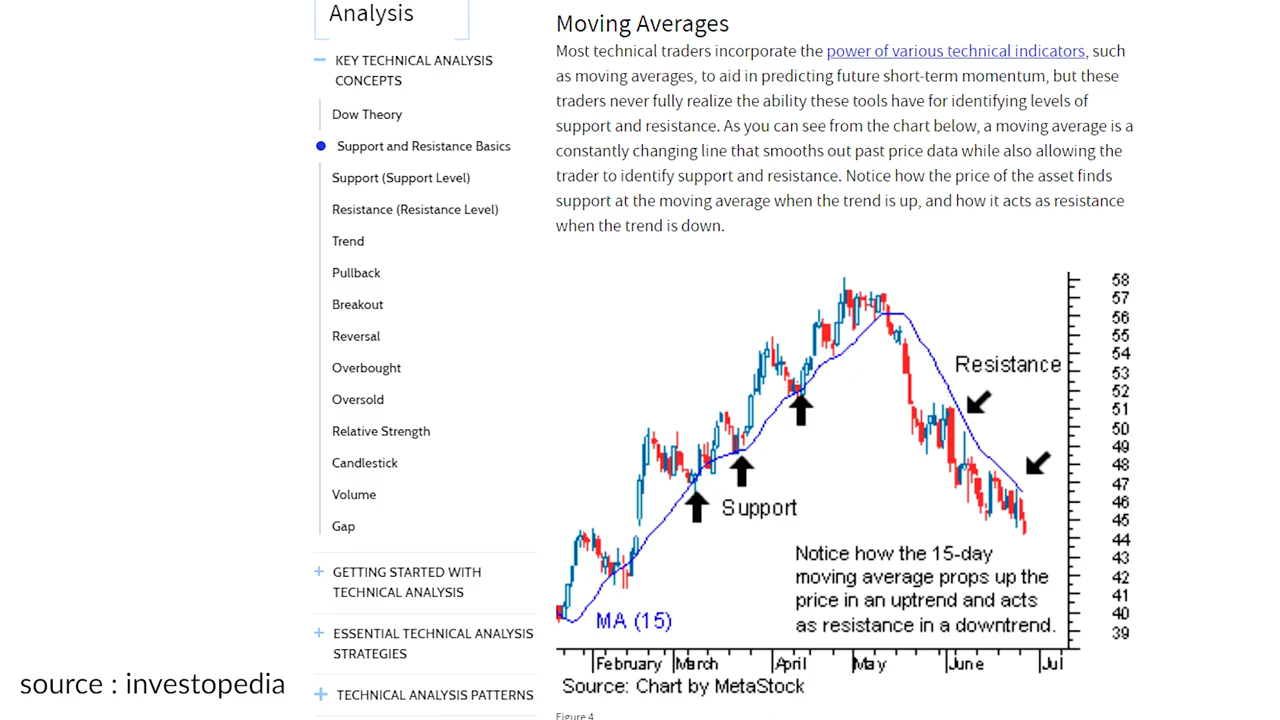 Analysis
KEY TECHNICAL ANALYSIS
CONCEPTS
Dow Theory
Support and Resistance Basics
Support (Support Level)
Resistance (Resistance Level)
Trend
Pullback
Breakout
Reversal
Overbought
Oversold
Relative Strength
Candlestick
Volume
Gap
GETTING STARTED WITH
TECHNICAL ANALYSIS
ESSENTIAL TECHNICAL ANALYSIS
STRATEGIES
TECHNICAL ANALYSIS PATTERNS
Moving Averages
Most technical traders incorporate the power of various technical indicators, such
as moving averages, to aid in predicting future short-term momentum, but these
traders never fully realize the ability these tools have for identifying levels of
support and resistance. As you can see from the chart below, a moving average is a
constantly changing line that smooths out past price data while also allowing the
trader to identify support and resistance. Notice how the price of the asset finds
support at the moving average when the trend is up, and how it acts as resistance
when the trend is down.
58
57
56
55
54
53
52
51
50
49
48
47
46
45
44
43
42
41
40
39
Resistance
Support
Notice how the 15-day
moving average props up the
price in an uptrend and acts
as resistance in a downtrend.
MA (15)
February March April May June Jul
Source: Chart by MetaStock
Figure 4
source : investopedia